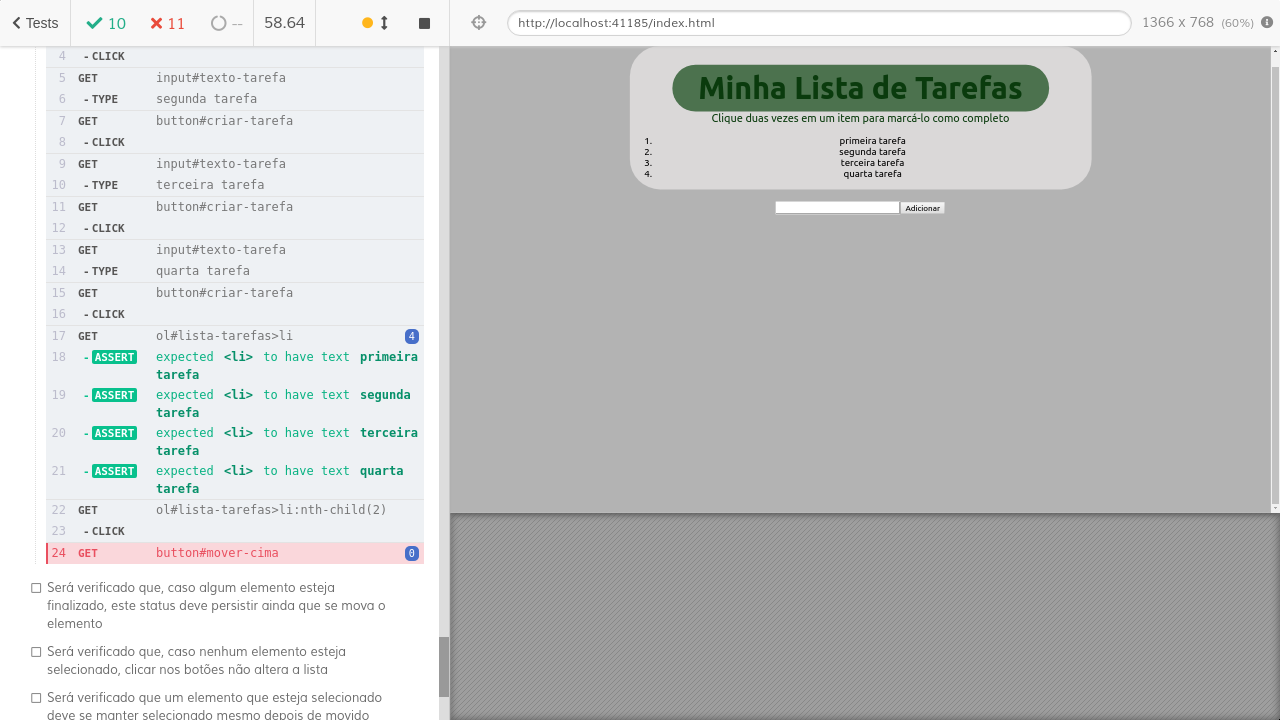 Tests 10 11 -- 58.64 http://localhost:41185/index.html 1366 x 768 (60%)
4 - CLICK
5 GET input#texto-tarefa
6 - TYPE segunda tarefa
7 GET button#criar-tarefa
8 - CLICK
9 GET input#texto-tarefa
10 - TYPE terceira tarefa
11 GET button#criar-tarefa
12 - CLICK
13 GET input#texto-tarefa
14 - TYPE quarta tarefa
15 GET button#criar-tarefa
16 - CLICK
17 GET ol#lista-tarefas>li 4
18 - ASSERT expected <li> to have text primeira
tarefa
19 - ASSERT expected <li> to have text segunda
tarefa
20 - ASSERT expected <li> to have text terceira
tarefa
21 - ASSERT expected <li> to have text quarta
tarefa
22 GET ol#lista-tarefas>li:nth-child(2)
23 - CLICK
24 GET button#mover-cima 0
Será verificado que, caso algum elemento esteja
finalizado, este status deve persistir ainda que se mova o
elemento
Será verificado que, caso nenhum elemento esteja
selecionado, clicar nos botões não altera a lista
Será verificado que um elemento que esteja selecionado
deve se manter selecionado mesmo depois de movido
Minha Lista de Tarefas
Clique duas vezes em um item para marcá-lo como completo
1. primeira tarefa
2. segunda tarefa
3. terceira tarefa
4. quarta tarefa
Adicionar